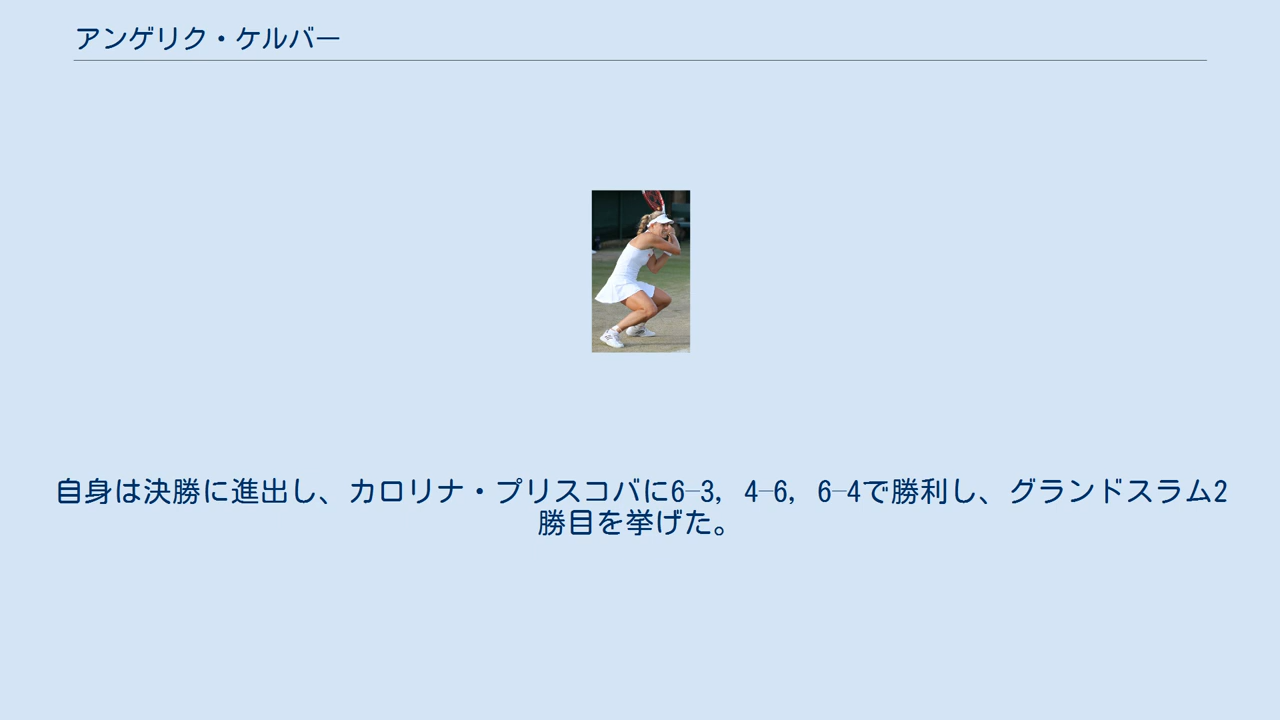 アンゲリク・ケルバー
自身は決勝に進出し、カロリナ・プリスコバに6–3, 4–6, 6–4で勝利し、グランドスラム2
勝目を挙げた。